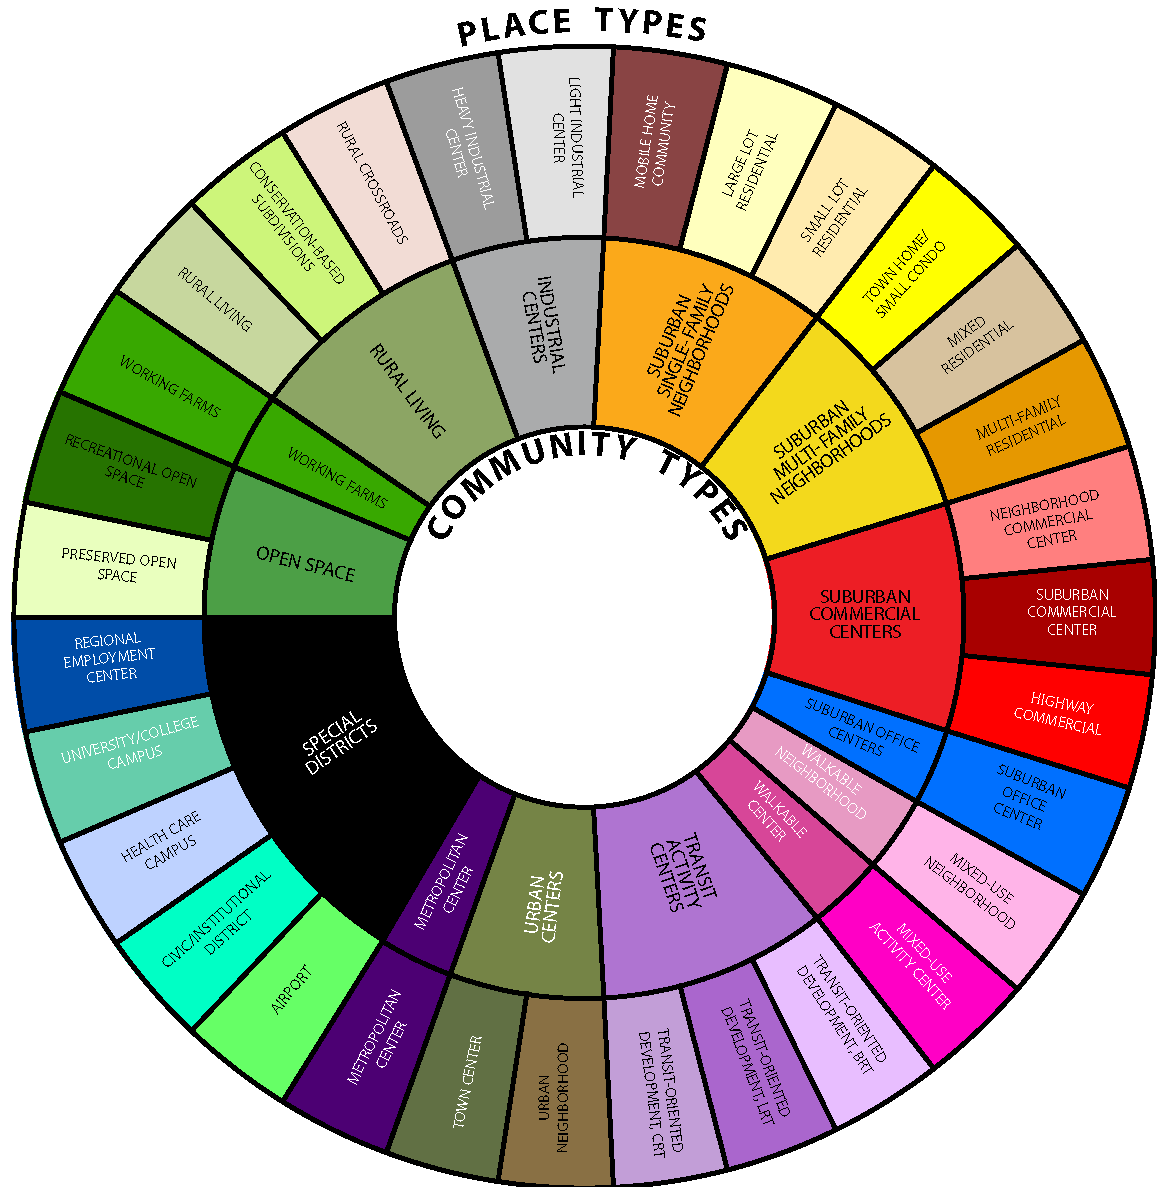 PLACE TYPES
HEAVY INDUSTRIAL
CENTER
LIGHT INDUSTRIAL
CENTER
MOBILE HOME
COMMUNITY
LARGE LOT
RESIDENTIAL
SMALL LOT
RESIDENTIAL
TOWN HOME/
SMALL CONDO
MIXED
RESIDENTIAL
MULTI-FAMILY
RESIDENTIAL
NEIGHBORHOOD
COMMERCIAL
CENTER
SUBURBAN
COMMERCIAL
CENTER
HIGHWAY
COMMERCIAL
SUBURBAN
OFFICE
CENTER
MIXED-USE
NEIGHBORHOOD
MIXED-USE
ACTIVITY CENTER
TRANSIT-ORIENTED
DEVELOPMENT, BRT
TRANSIT-ORIENTED
DEVELOPMENT, LRT
TRANSIT-ORIENTED
DEVELOPMENT, CRT
URBAN
NEIGHBORHOOD
TOWN CENTER
METROPOLITAN
CENTER
AIRPORT
CIVIC/INSTITUTIONAL
DISTRICT
HEALTH CARE
CAMPUS
UNIVERSITY/COLLEGE
CAMPUS
REGIONAL
EMPLOYMENT
CENTER
PRESERVED OPEN
SPACE
RECREATIONAL OPEN
SPACE
WORKING FARMS
RURAL LIVING
CONSERVATION-BASED
SUBDIVISIONS
RURAL CROSSROADS
COMMUNITY TYPES
INDUSTRIAL
CENTERS
SUBURBAN
SINGLE-FAMILY
NEIGHBORHOODS
SUBURBAN
MULTI-FAMILY
NEIGHBORHOODS
SUBURBAN
COMMERCIAL
CENTERS
SUBURBAN OFFICE
CENTERS
WALKABLE
NEIGHBORHOOD
WALKABLE
CENTER
TRANSIT
ACTIVITY
CENTERS
URBAN
CENTERS
METROPOLITAN
CENTER
SPECIAL
DISTRICTS
OPEN SPACE
WORKING FARMS
RURAL LIVING